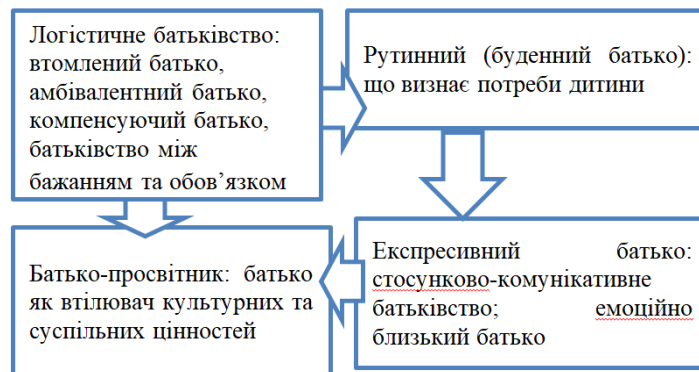 Логістичне батьківство:
втомлений батько,
амбівалентний батько,
компенсуючий батько,
батьківство між
бажанням та обов’язком
Рутинний (буденний батько):
що визнає потреби дитини
Батько-просвітник: батько
як втілювач культурних та
суспільних цінностей
Експресивний батько:
стосунково-комунікативне
батьківство; емоційно
близький батько